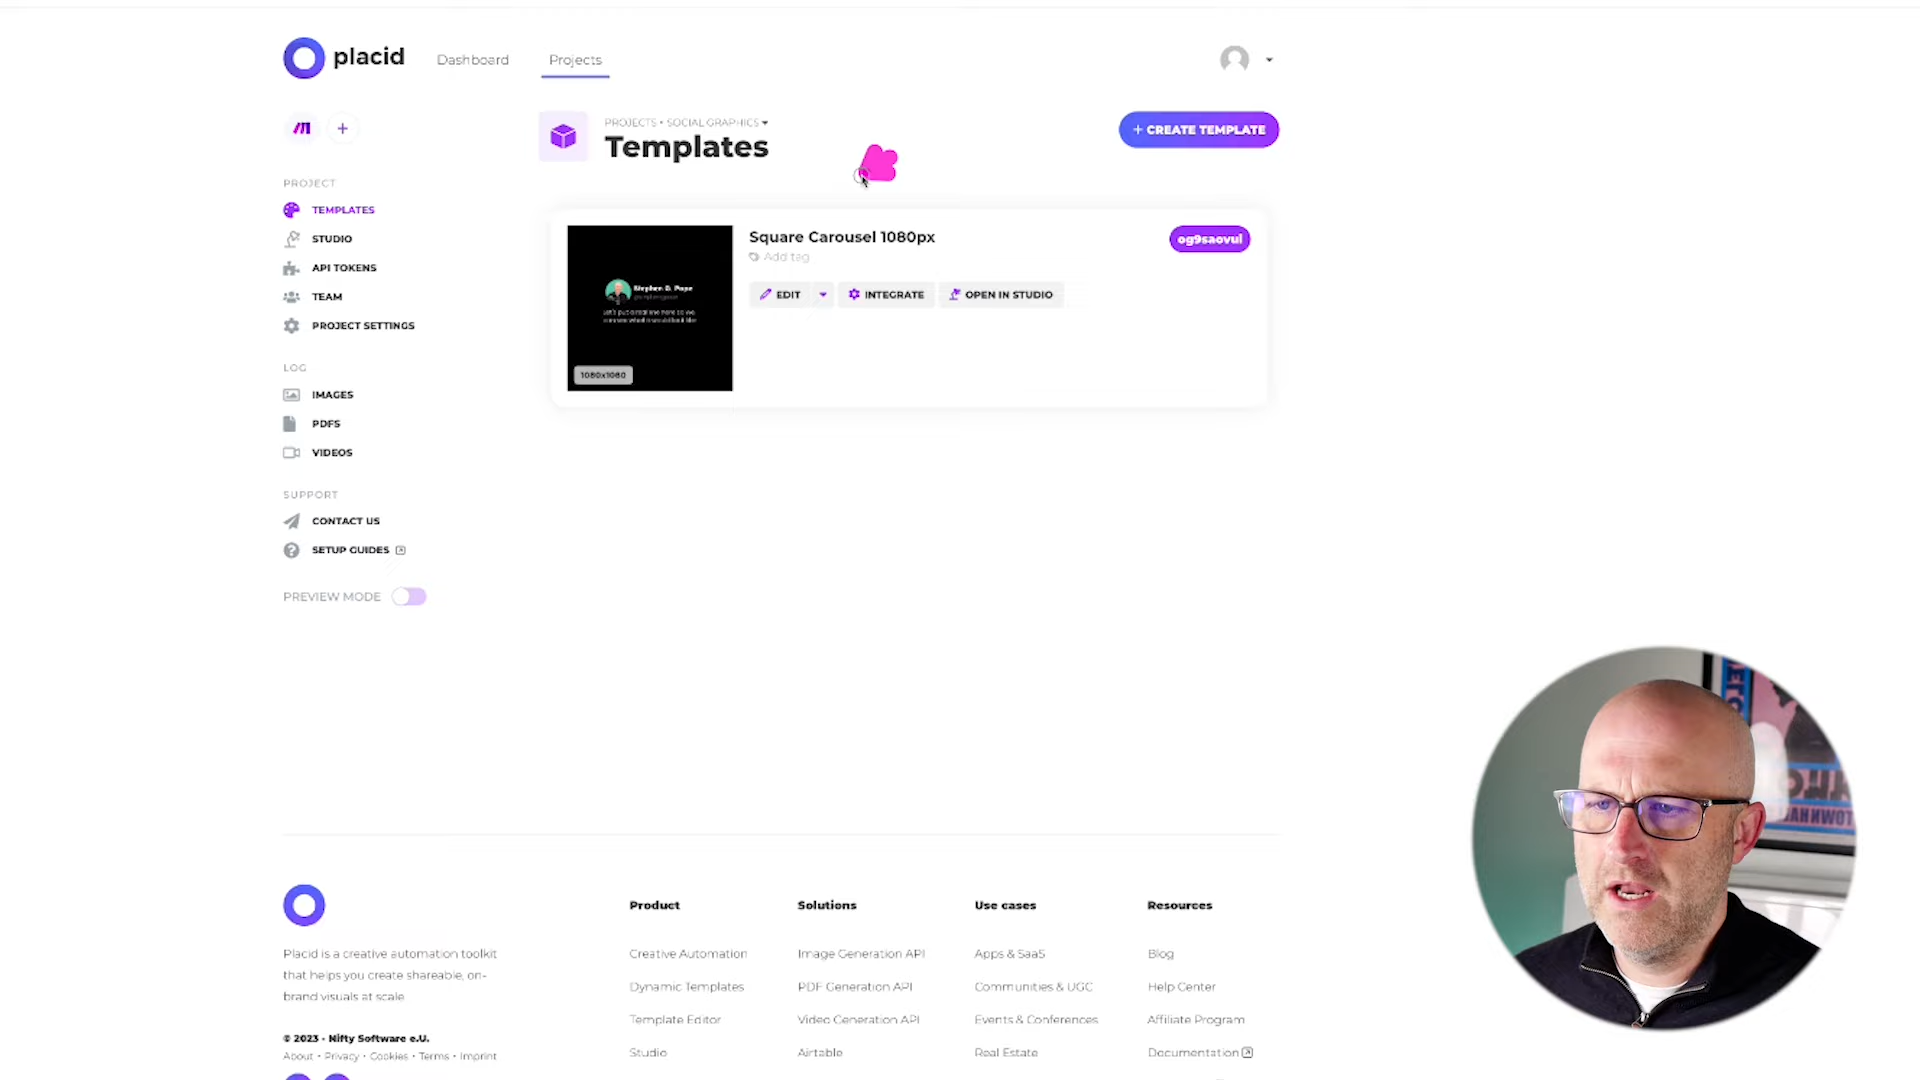 placid
Dashboard
Projects
PROJECTS • SOCIAL GRAPHICS
Templates
+ CREATE TEMPLATE
PROJECT
TEMPLATES
STUDIO
API TOKENS
TEAM
PROJECT SETTINGS
LOG
IMAGES
PDFS
VIDEOS
SUPPORT
CONTACT US
SETUP GUIDES
PREVIEW MODE
Stephen G. Pope
1080x1080
Square Carousel 1080px
Add tag
EDIT
INTEGRATE
OPEN IN STUDIO
og9saovul
Placid is a creative automation toolkit
that helps you create shareable, on-
brand visuals at scale
© 2023 - Nifty Software e.U.
About • Privacy • Cookies • Terms • Imprint
Product
Creative Automation
Dynamic Templates
Template Editor
Studio
Solutions
Image Generation API
PDF Generation API
Video Generation API
Airtable
Use cases
Apps & SaaS
Communities & UGC
Events & Conferences
Real Estate
Resources
Blog
Help Center
Affiliate Program
Documentation